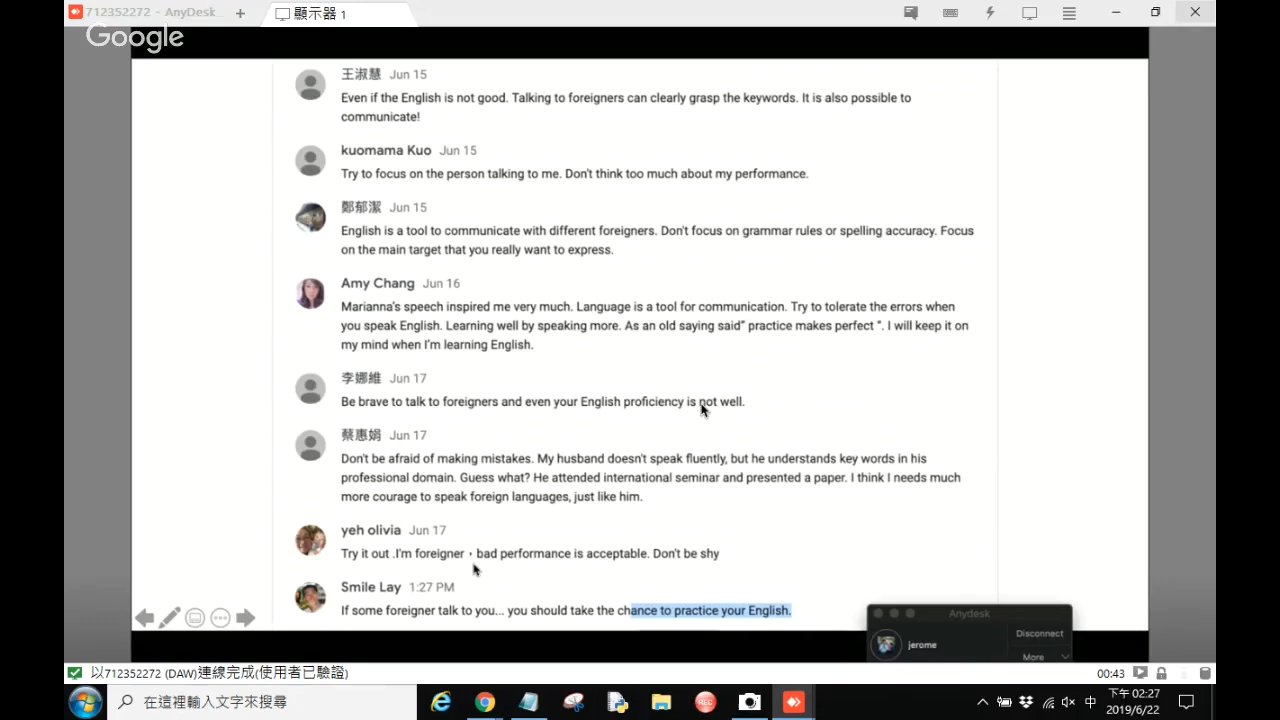 712352272 - AnyDesk
顯示器 1
Google
王淑慧 Jun 15
Even if the English is not good. Talking to foreigners can clearly grasp the keywords. It is also possible to
communicate!
kuomama Kuo Jun 15
Try to focus on the person talking to me. Don't think too much about my performance.
鄭郁潔 Jun 15
English is a tool to communicate with different foreigners. Don't focus on grammar rules or spelling accuracy. Focus
on the main target that you really want to express.
Amy Chang Jun 16
Marianna's speech inspired me very much. Language is a tool for communication. Try to tolerate the errors when
you speak English. Learning well by speaking more. As an old saying said" practice makes perfect ". I will keep it on
my mind when I'm learning English.
李娜維 Jun 17
Be brave to talk to foreigners and even your English proficiency is not well.
蔡惠娟 Jun 17
Don't be afraid of making mistakes. My husband doesn't speak fluently, but he understands key words in his
professional domain. Guess what? He attended international seminar and presented a paper. I think I needs much
more courage to speak foreign languages, just like him.
yeh olivia Jun 17
Try it out .I'm foreigner，bad performance is acceptable. Don't be shy
Smile Lay 1:27 PM
If some foreigner talk to you... you should take the chance to practice your English.
Anydesk
Disconnect
jerome
More
以712352272 (DAW)連線完成(使用者已驗證)
00:43
在這裡輸入文字來搜尋
REC
中
下午 02:27
2019/6/22